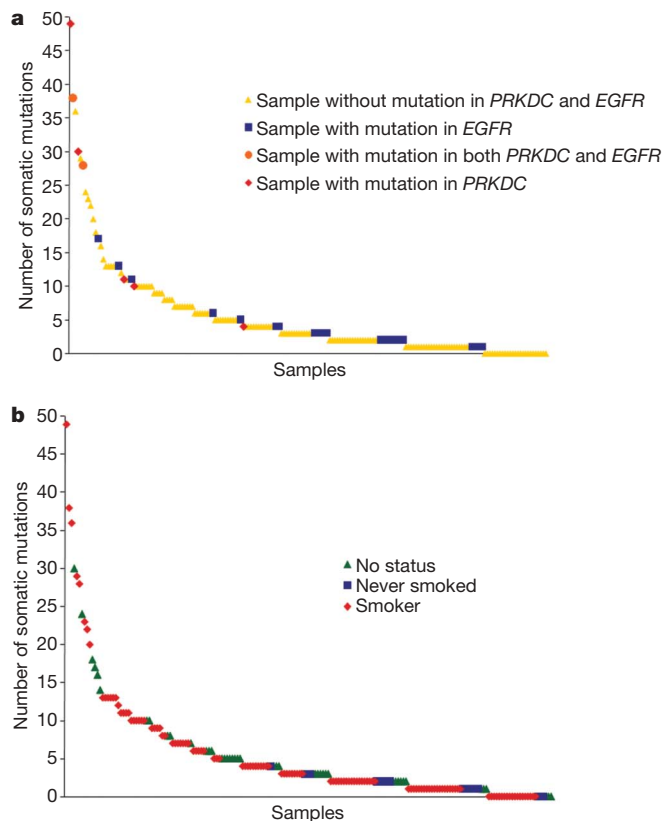 a
50
45
40
35
30
25
20
15
10
5
0
Number of somatic mutations
Sample without mutation in PRKDC and EGFR
Sample with mutation in EGFR
Sample with mutation in both PRKDC and EGFR
Sample with mutation in PRKDC
Samples
b
50
45
40
35
30
25
20
15
10
5
0
Number of somatic mutations
No status
Never smoked
Smoker
Samples